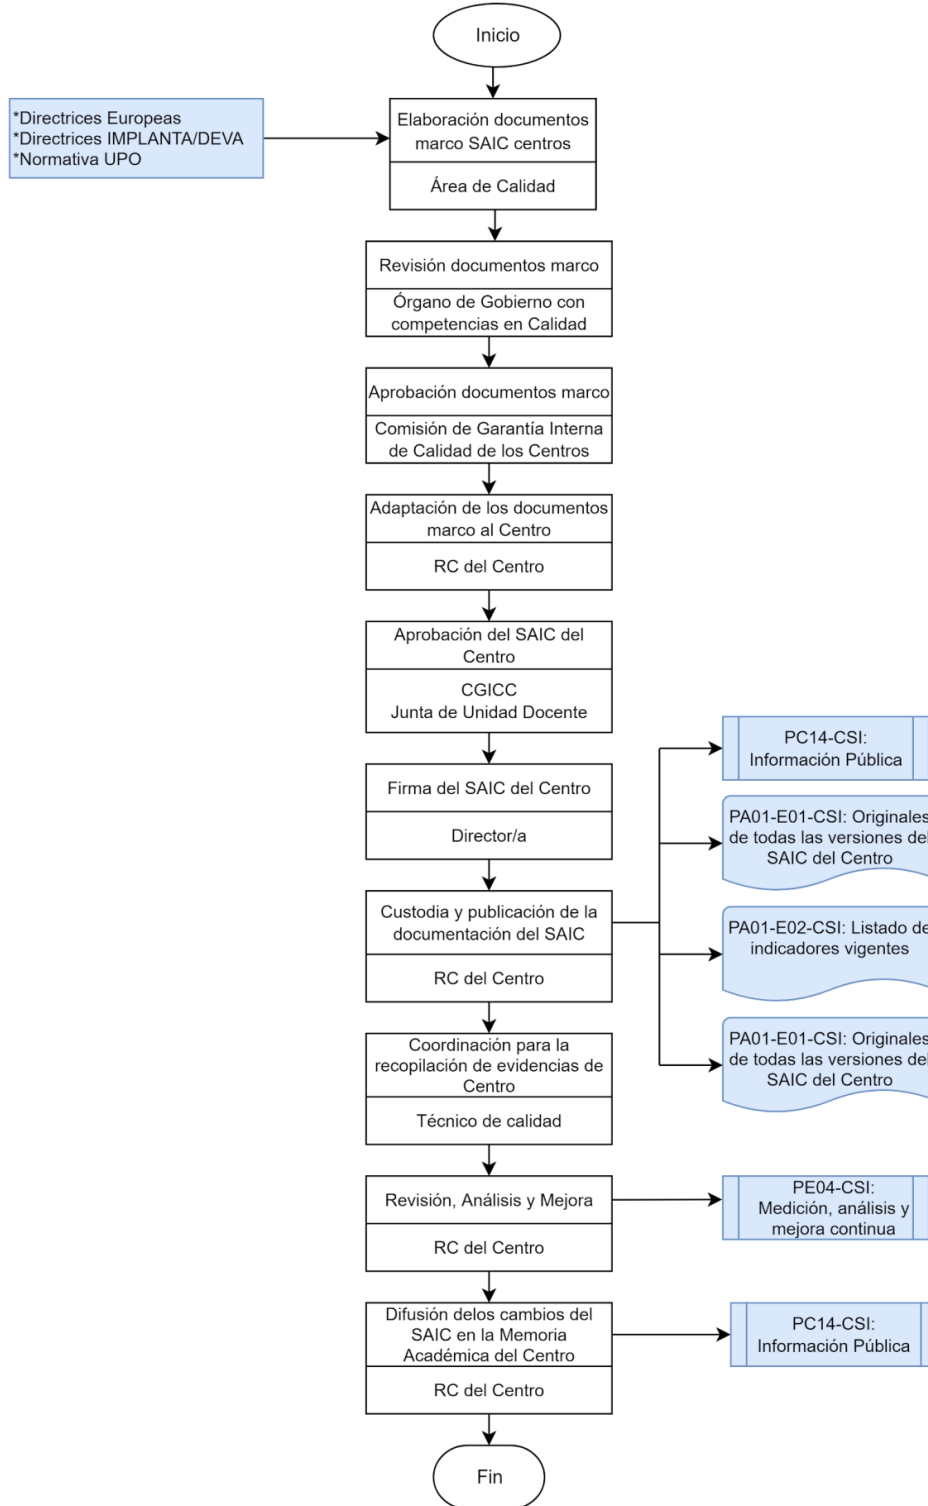 Inicio
*Directrices Europeas
*Directrices IMPLANTA/DEVA
*Normativa UPO
Elaboración documentos
marco SAIC centros
Área de Calidad
Revisión documentos marco
Órgano de Gobierno con
competencias en Calidad
Aprobación documentos marco
Comisión de Garantía Interna
de Calidad de los Centros
Adaptación de los documentos
marco al Centro
RC del Centro
Aprobación del SAIC del
Centro
CGICC
Junta de Unidad Docente
Firma del SAIC del Centro
Director/a
Custodia y publicación de la
documentación del SAIC
RC del Centro
PC14-CSI:
Información Pública
PA01-E01-CSI: Originales
de todas las versiones del
SAIC del Centro
PA01-E02-CSI: Listado de
indicadores vigentes
PA01-E01-CSI: Originales
de todas las versiones del
SAIC del Centro
Coordinación para la
recopilación de evidencias de
Centro
Técnico de calidad
Revisión, Análisis y Mejora
RC del Centro
PE04-CSI:
Medición, análisis y
mejora continua
Difusión delos cambios del
SAIC en la Memoria
Académica del Centro
RC del Centro
PC14-CSI:
Información Pública
Fin